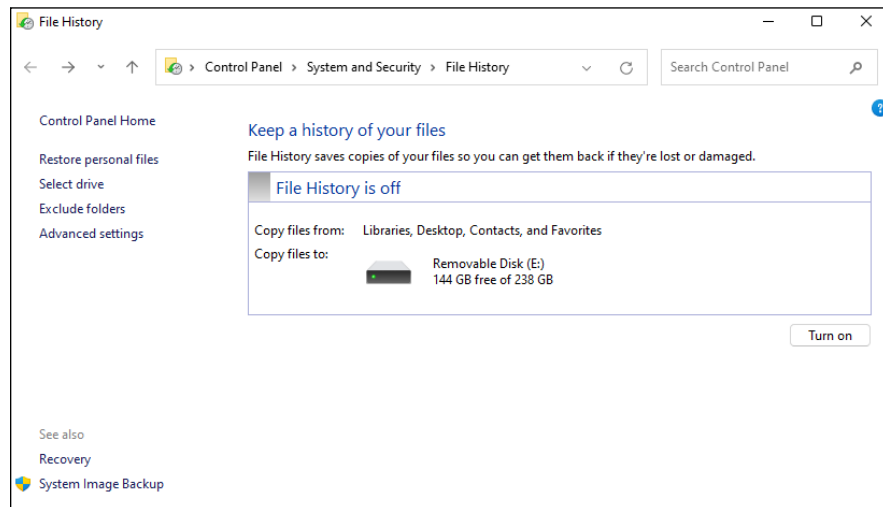 File History
Control Panel › System and Security › File History
Search Control Panel
?
Control Panel Home
Restore personal files
Select drive
Exclude folders
Advanced settings
Keep a history of your files
File History saves copies of your files so you can get them back if they're lost or damaged.
File History is off
Copy files from: Libraries, Desktop, Contacts, and Favorites
Copy files to:
Removable Disk (E:)
144 GB free of 238 GB
Turn on
See also
Recovery
System Image Backup